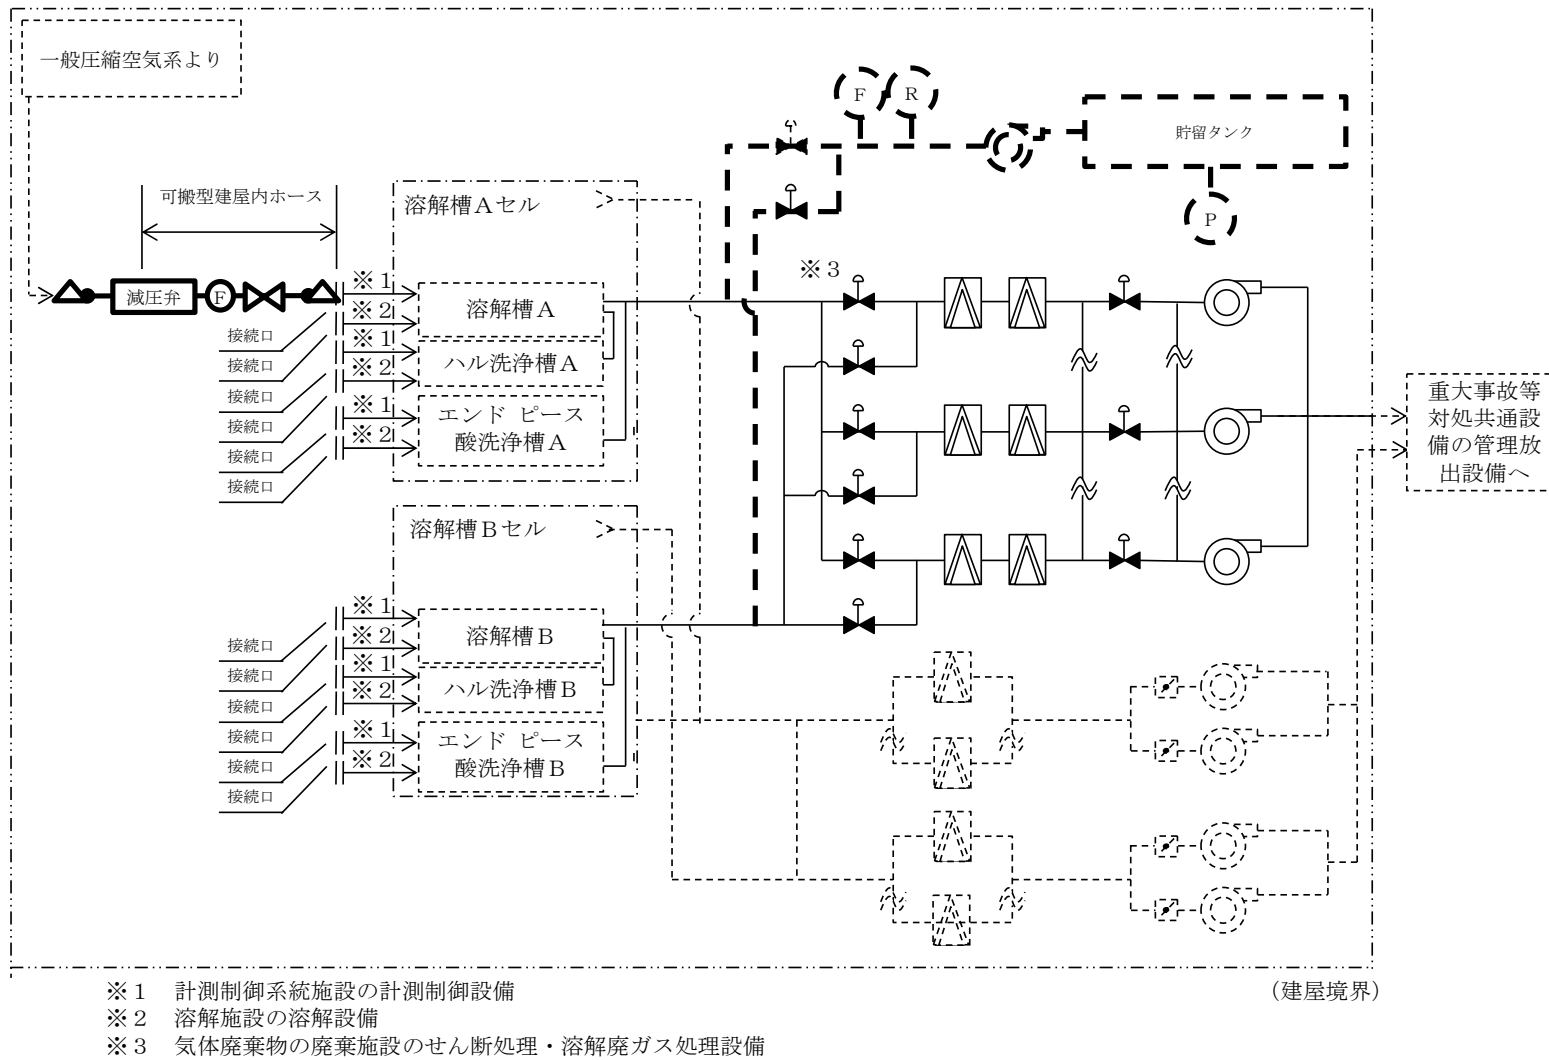 一般圧縮空気系より
F
R
貯留タンク
P
可搬型建屋内ホース
溶解槽Aセル
※3
減圧弁
F
※1
※2
※1
※2
※1
※2
溶解槽A
ハル洗浄槽A
エンド ピース
酸洗浄槽A
接続口
接続口
接続口
接続口
接続口
接続口
重大事故等
対処共通設
備の管理放
出設備へ
溶解槽Bセル
※1
※2
※1
※2
※1
※2
溶解槽B
ハル洗浄槽B
エンド ピース
酸洗浄槽B
接続口
接続口
接続口
接続口
接続口
接続口
(建屋境界)
※1 計測制御系統施設の計測制御設備
※2 溶解施設の溶解設備
※3 気体廃棄物の廃棄施設のせん断処理・溶解廃ガス処理設備